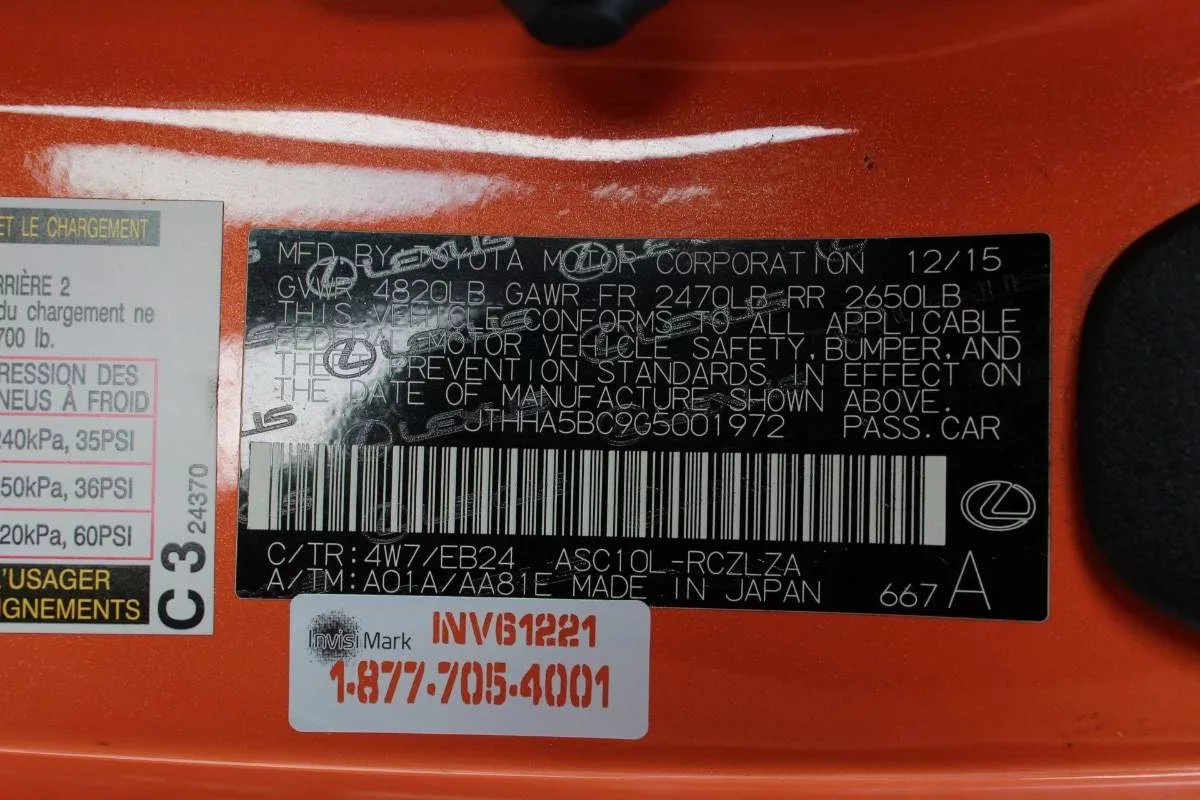 ET LE CHARGEMENT
RRIÈRE 2
du chargement ne
700 lb.
RESSION DES
NEUS À FROID
240kPa, 35PSI
50kPa, 36PSI
20kPa, 60PSI
L'USAGER
IGNEMENTS
C3
24370
MFD BY TOYOTA MOTOR CORPORATION 12/15
GVWR 4820LB GAWR FR 2470LB RR 2650LB
THIS VEHICLE CONFORMS TO ALL APPLICABLE
FEDERAL MOTOR VEHICLE SAFETY, BUMPER, AND
PREVENTION STANDARDS IN EFFECT ON
THE DATE OF MANUFACTURE SHOWN ABOVE.
JTHHA5BC9G5001972 PASS.CAR
C/TR:4W7/EB24 ASC10L-RCZLZA
A/TM:A01A/AA81E MADE IN JAPAN 667 A
LEXUS
InvisiMark INV61221
1-877-705-4001